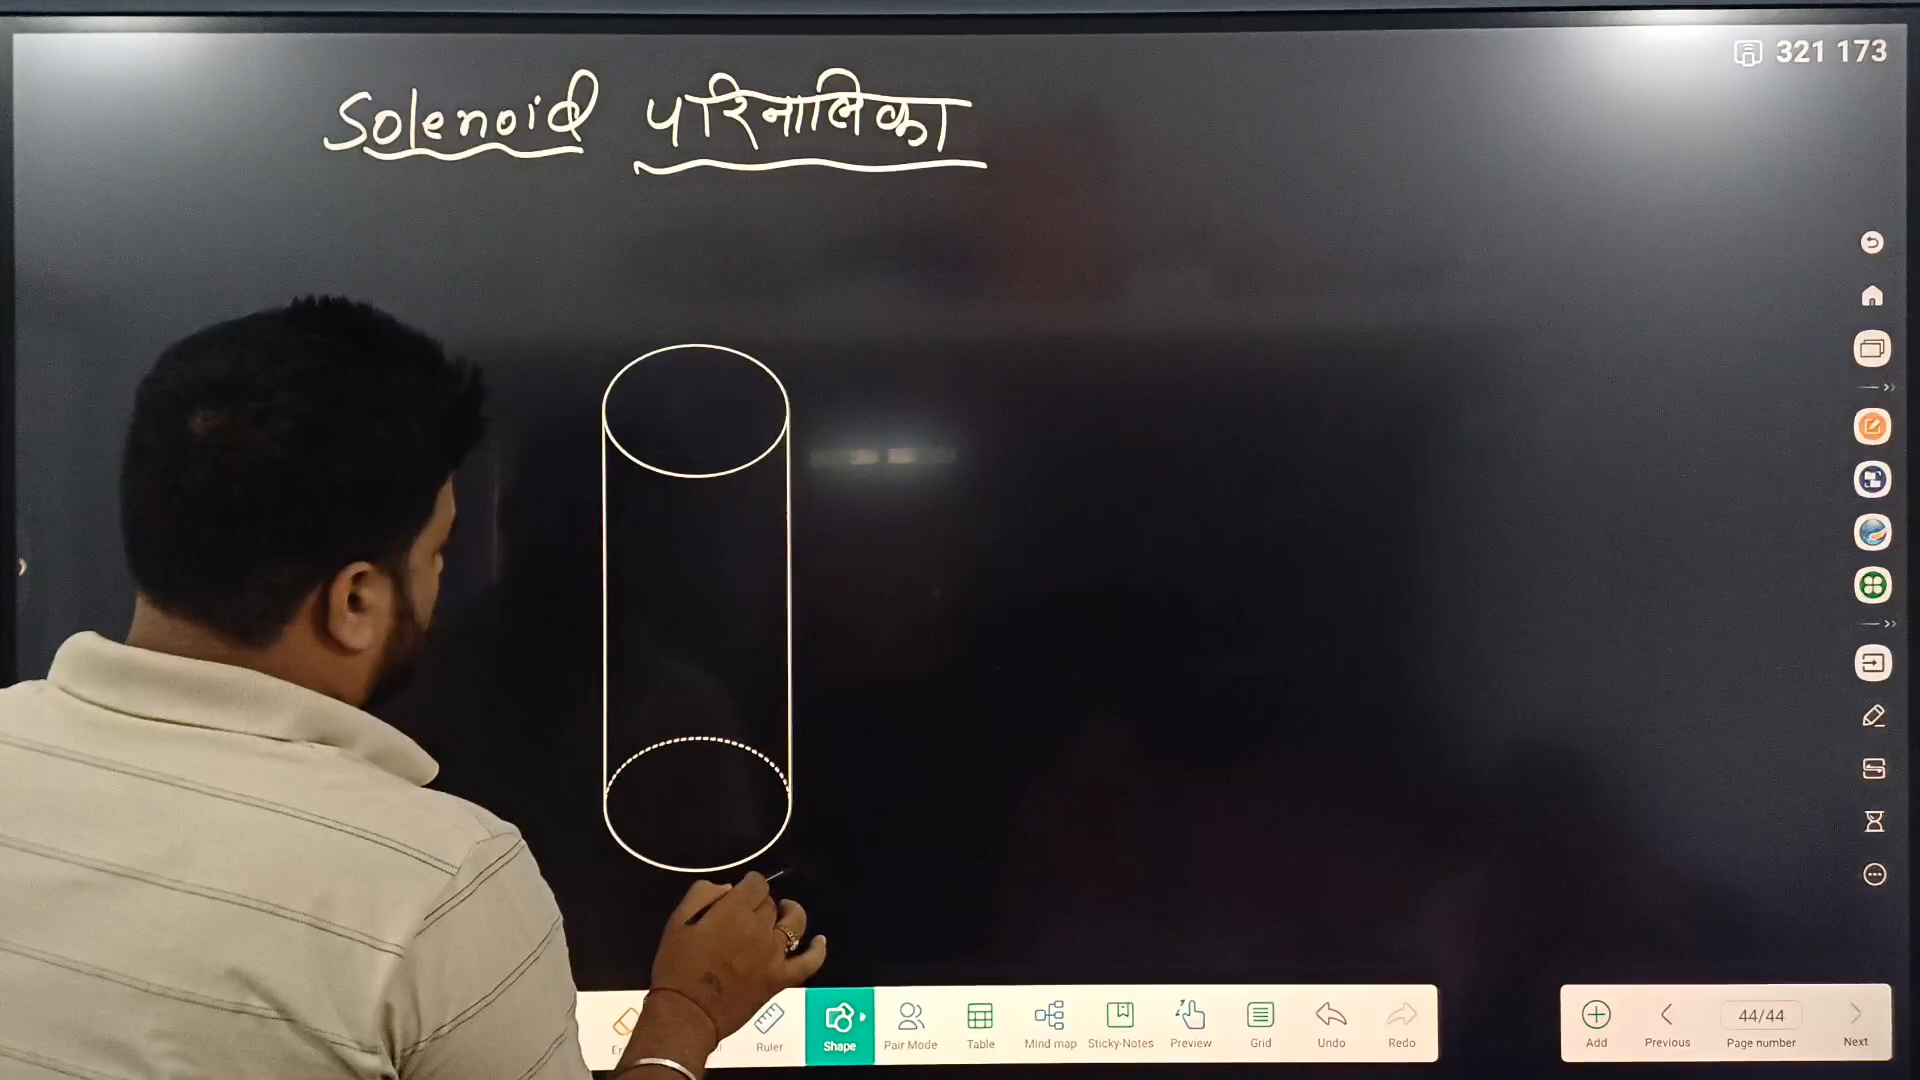 321 173
Solenoid परिनालिका
Ruler Shape Pair Mode Table Mind map Sticky-Notes Preview Grid Undo Redo
44/44
Add Previous Page number Next